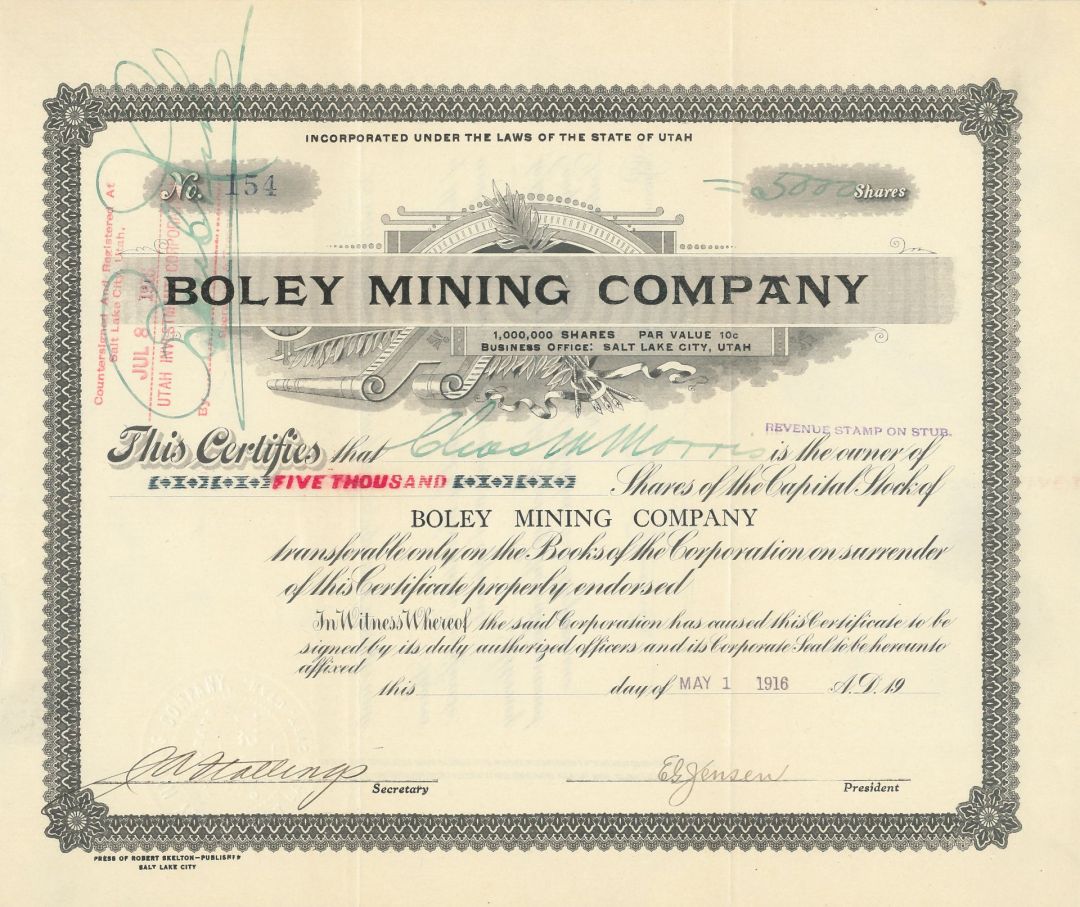 INCORPORATED UNDER THE LAWS OF THE STATE OF UTAH
No. 154
= 5000 Shares
Countersigned And Registered At
Salt Lake City, Utah,
JUL 8 1916
UTAH INVESTMENT CORPORATION
By
BOLEY MINING COMPANY
1,000,000 SHARES PAR VALUE 10c
BUSINESS OFFICE: SALT LAKE CITY, UTAH
REVENUE STAMP ON STUB.
This Certifies that Chas M Morris is the owner of
FIVE THOUSAND Shares of the Capital Stock of
BOLEY MINING COMPANY
transferable only on the Books of the Corporation on surrender
of this Certificate properly endorsed
In Witness Whereof the said Corporation has caused this Certificate to be
signed by its duly authorized officers and its Corporate Seal to be hereunto
affixed
this day of MAY 1 1916 A.D. 19
Stallings
Secretary
EG Jensen
President
PRESS OF ROBERT SKELTON—PUBLISHER
SALT LAKE CITY